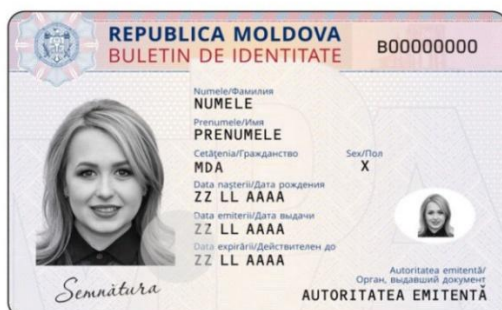 REPUBLICA MOLDOVA
BULETIN DE IDENTITATE
B00000000
Numele/Фамилия
NUMELE
Prenumele/Имя
PRENUMELE
Cetăţenia/Гражданство Sex/Пол
MDA X
Data naşterii/Дата рождения
ZZ LL AAAA
Data emiterii/Дата выдачи
ZZ LL AAAA
Data expirării/Действителен до
ZZ LL AAAA
Semnătura
Autoritatea emitentă/
Орган, выдавший документ
AUTORITATEA EMITENTĂ